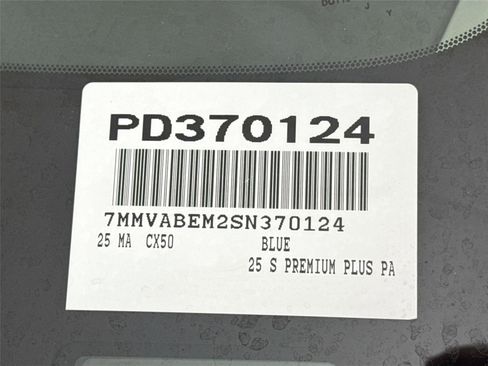 PD370124
7MMVABEM2SN370124
25 MA CX50 BLUE
25 S PREMIUM PLUS PA